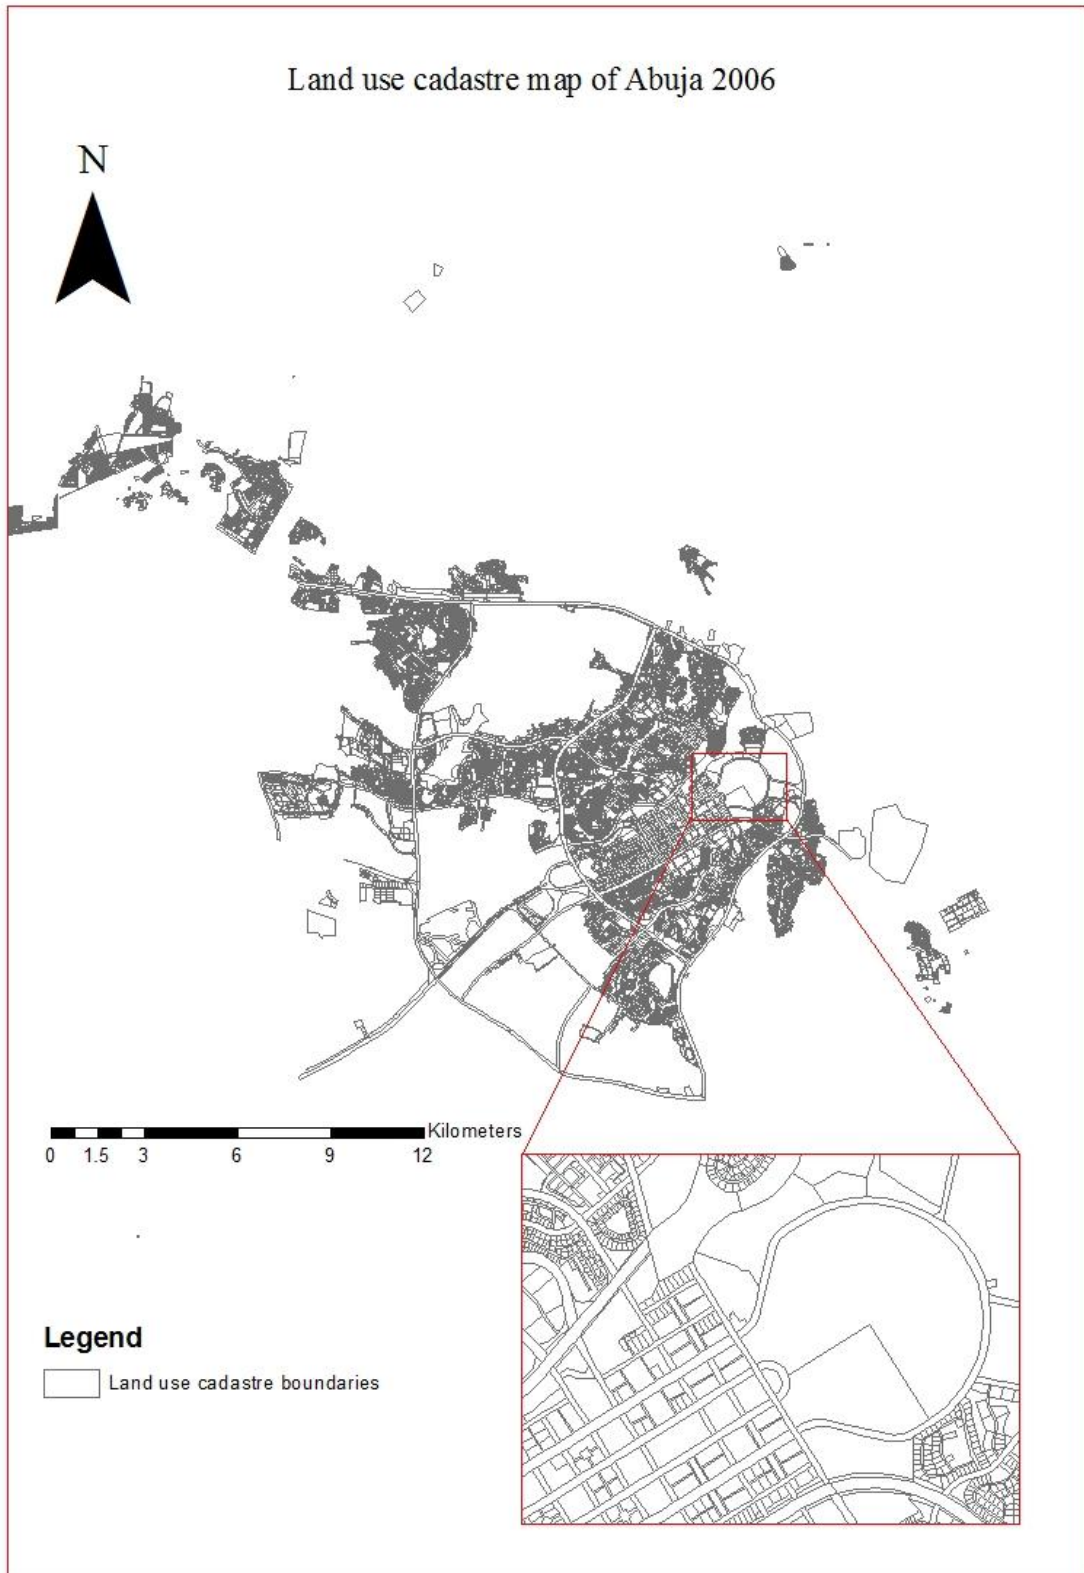 Land use cadastre map of Abuja 2006
N
Kilometers
0 1.5 3 6 9 12
Legend
Land use cadastre boundaries